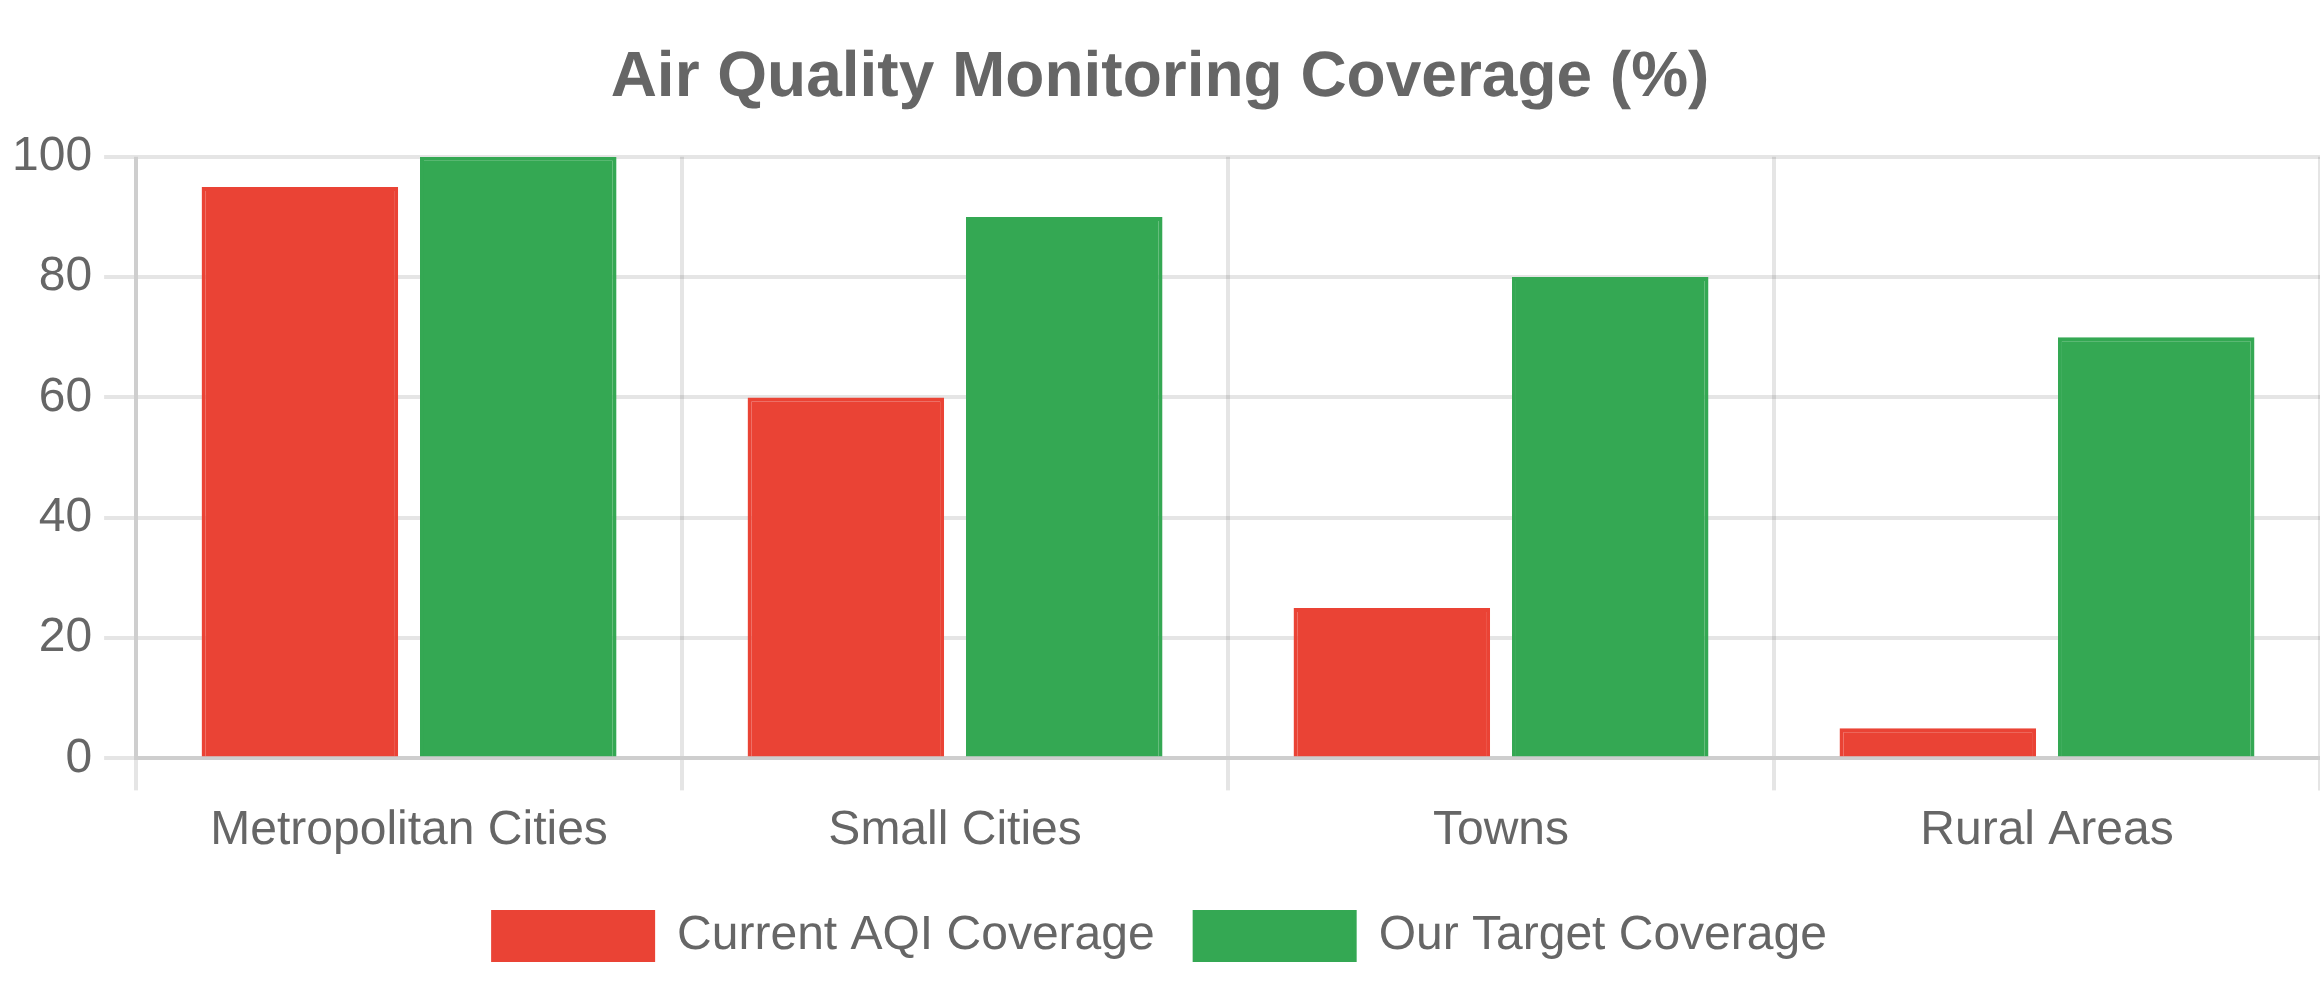 Air Quality Monitoring Coverage (%)
100
80
60
40
20
0
Metropolitan Cities
Small Cities
Towns
Rural Areas
Current AQI Coverage
Our Target Coverage